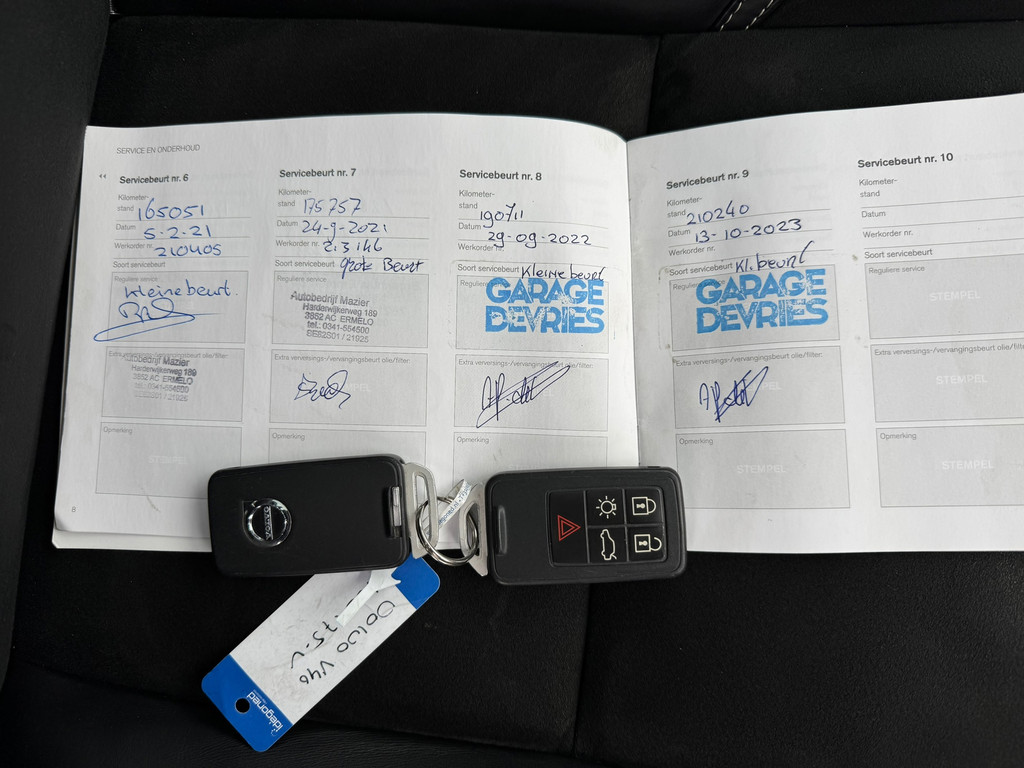 SERVICE EN ONDERHOUD
Servicebeurt nr. 6
Kilometer-
stand 165051
Datum 5-2-21
Werkorder nr. 210405
Soort servicebeurt
Reguliere service
Kleine beurt.
Extra verversings-/vervangingsbeurt olie/filter:
Autobedrijf Mazier
Harderwijkerweg 189
3852 AC ERMELO
tel.: 0341-554500
Opmerking
STEMPEL
Servicebeurt nr. 7
Kilometer-
stand 175757
Datum 24-9-2021
Werkorder nr. 213146
Soort servicebeurt grote Beurt
Reguliere service
Autobedrijf Mazier
Harderwijkerweg 189
3852 AC ERMELO
tel.: 0341-554500
Extra verversings-/vervangingsbeurt olie/filter:
STEMPEL
Opmerking
Servicebeurt nr. 8
Kilometer-
stand 190711
Datum 29-09-2022
Werkorder nr.
Soort servicebeurt Kleine beurt
GARAGE
DEVRIES
Extra verversings-/vervangingsbeurt olie/filter:
Opmerking
Servicebeurt nr. 9
Kilometer-
stand 210240
Datum 13-10-2023
Werkorder nr.
Soort servicebeurt Kl. beurt
GARAGE
DEVRIES
Extra verversings-/vervangingsbeurt olie/filter:
Opmerking
STEMPEL
Servicebeurt nr. 10
Kilometer-
stand
Datum
Werkorder nr.
Soort servicebeurt
Reguliere service
STEMPEL
Extra verversings-/vervangingsbeurt olie/filter:
STEMPEL
Opmerking
STEMPEL
8
VOLVO
Volvo V40
75-V